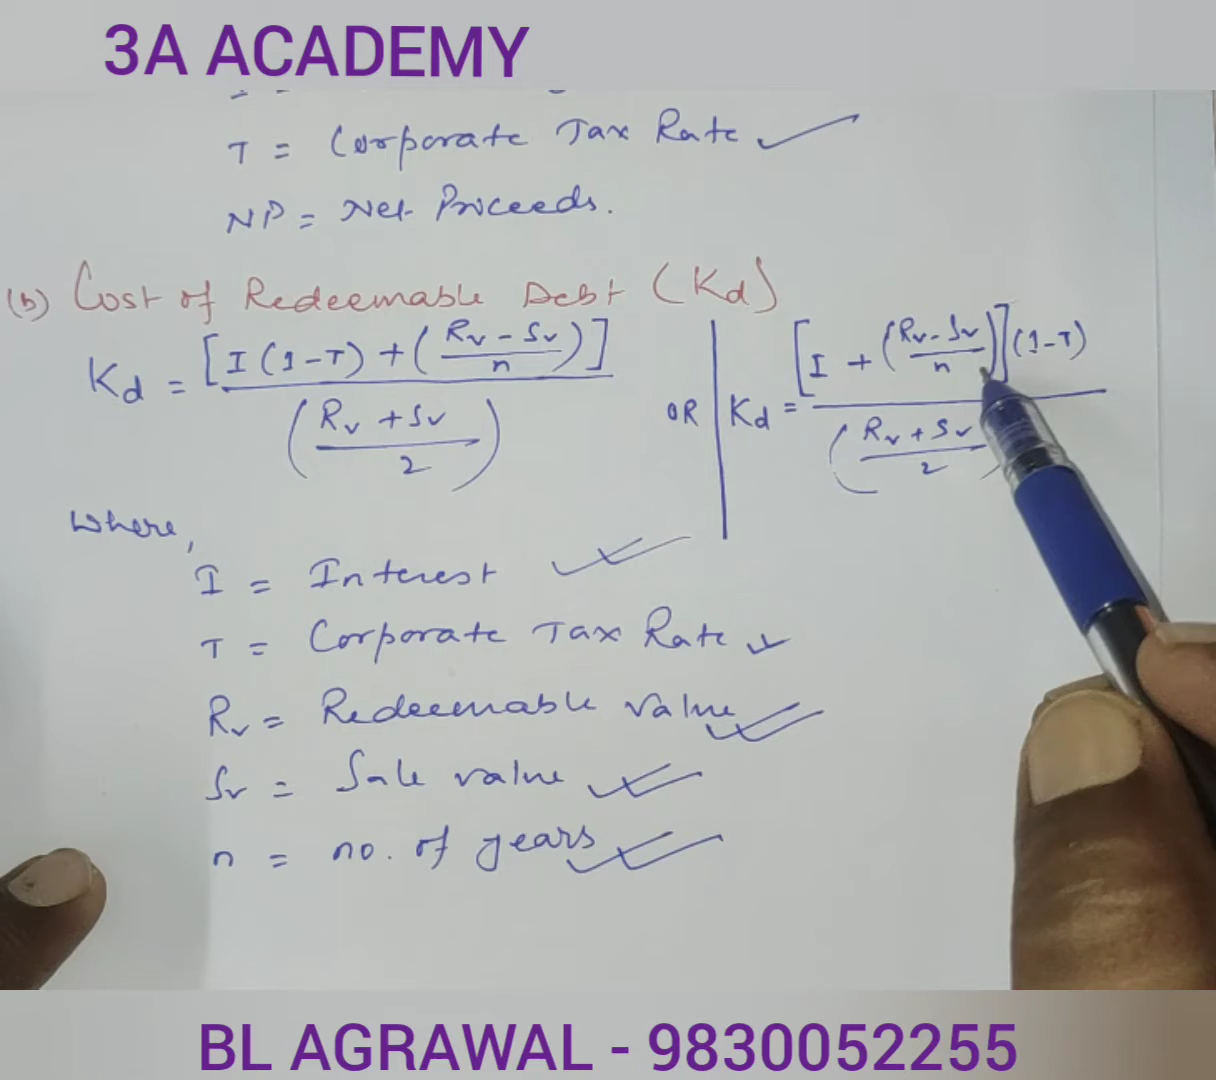 3A ACADEMY
T = Corporate Tax Rate ✓
NP = Net Proceeds.
(b) Cost of Redeemable Debt (Kd)
Kd = [I (1-T) + ((Rv - Sv)/n)] / ((Rv + Sv)/2)
OR
Kd = [I + ((Rv - Sv)/n)] (1-T) / ((Rv + Sv)/2)
Where,
I = Interest
T = Corporate Tax Rate
Rv = Redeemable value
Sv = Sale value
n = no. of years
BL AGRAWAL - 9830052255